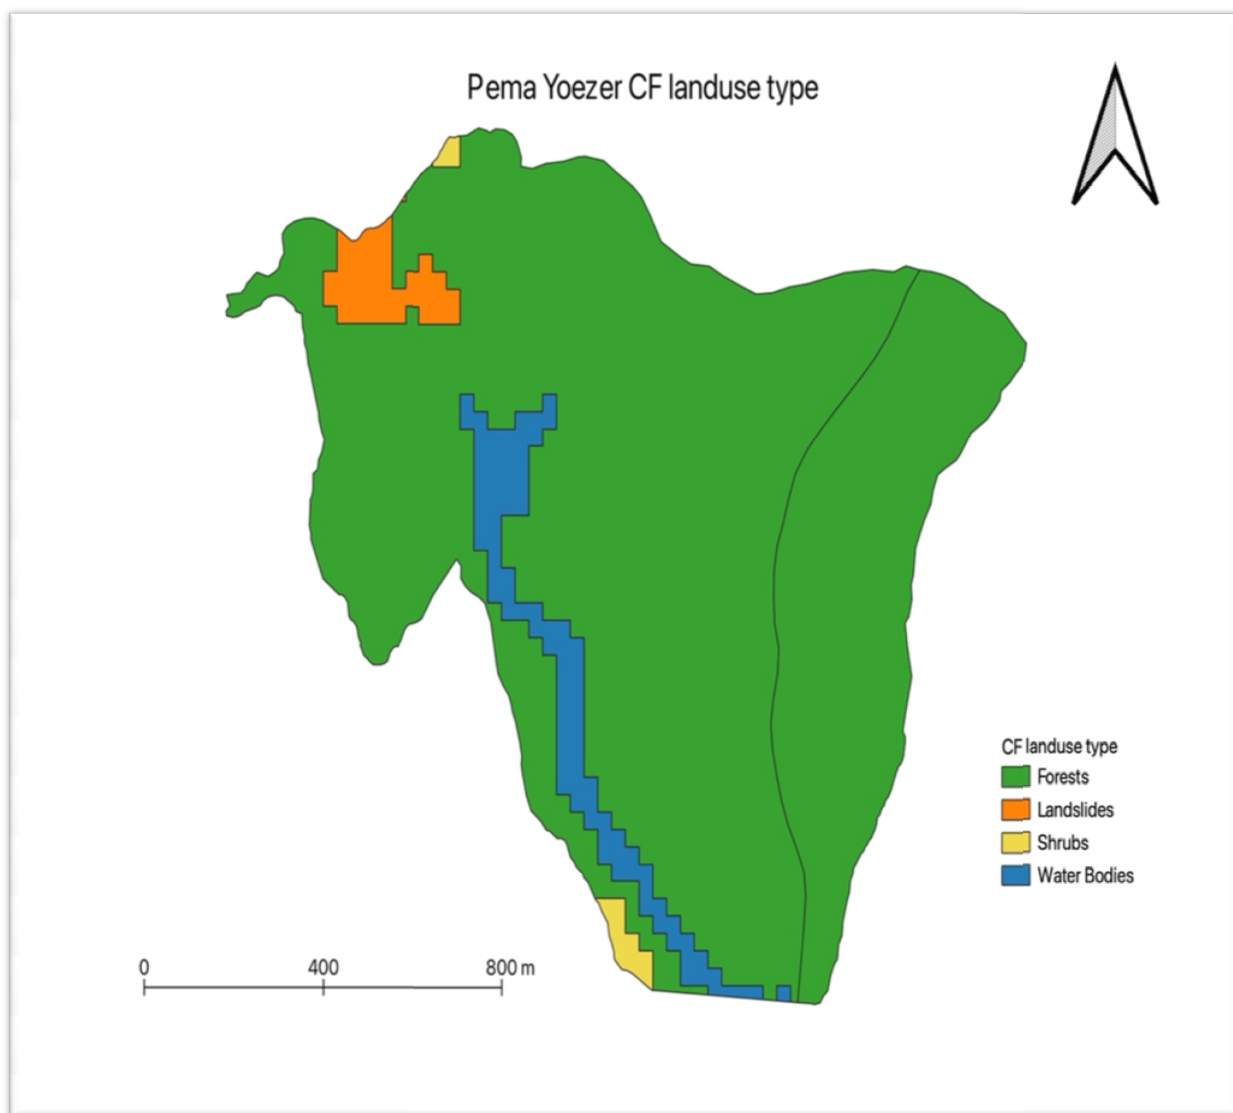 Pema Yoezer CF landuse type
CF landuse type
Forests
Landslides
Shrubs
Water Bodies
0 400 800 m